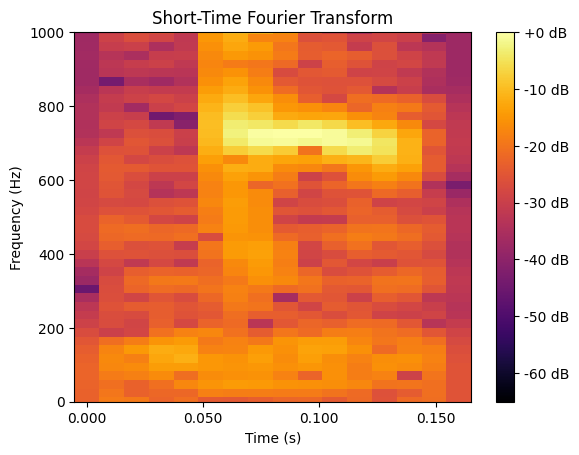 Short-Time Fourier Transform
Frequency (Hz)
1000
800
600
400
200
0
0.000
0.050
0.100
0.150
Time (s)
+0 dB
-10 dB
-20 dB
-30 dB
-40 dB
-50 dB
-60 dB